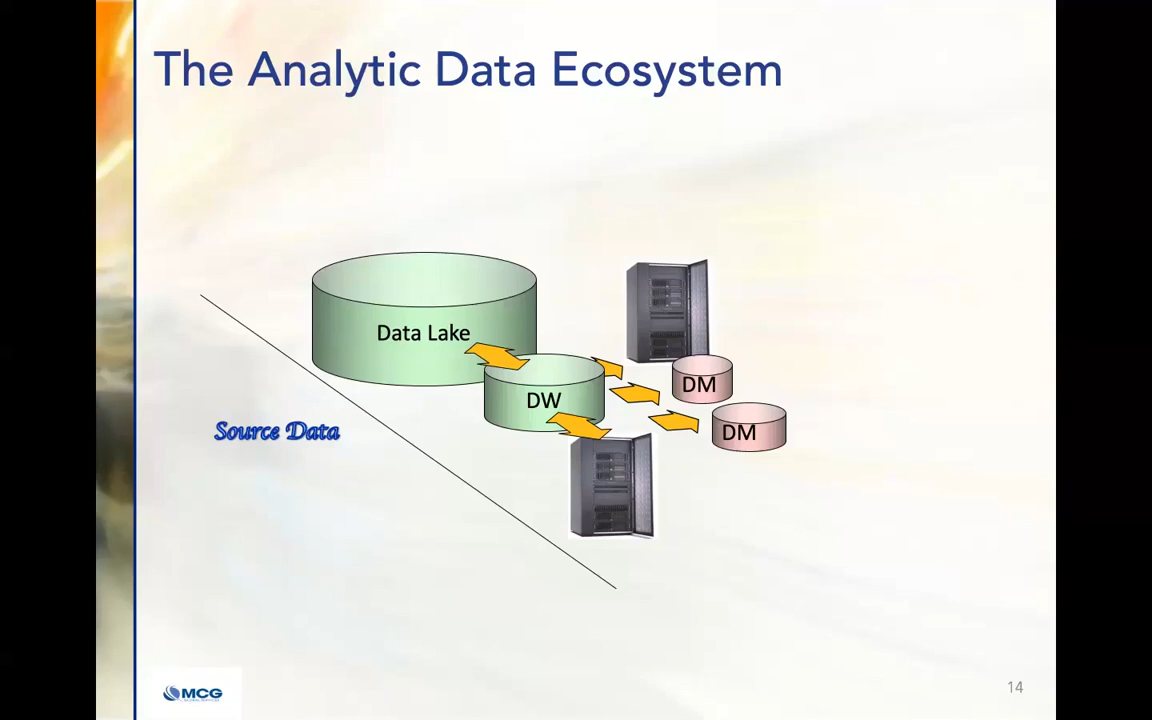 The Analytic Data Ecosystem
Data Lake
DM
DW
DM
Source Data
MCG
14